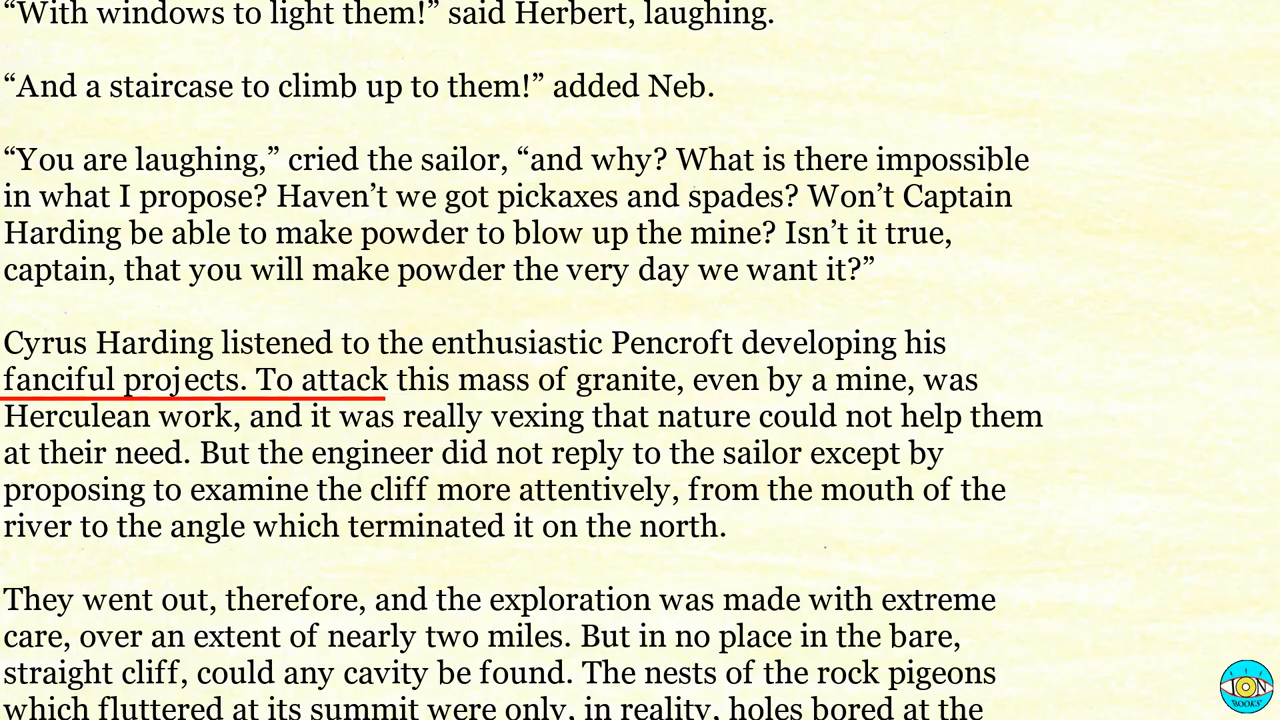 “With windows to light them!” said Herbert, laughing.
“And a staircase to climb up to them!” added Neb.
“You are laughing,” cried the sailor, “and why? What is there impossible
in what I propose? Haven’t we got pickaxes and spades? Won’t Captain
Harding be able to make powder to blow up the mine? Isn’t it true,
captain, that you will make powder the very day we want it?”
Cyrus Harding listened to the enthusiastic Pencroft developing his
fanciful projects. To attack this mass of granite, even by a mine, was
Herculean work, and it was really vexing that nature could not help them
at their need. But the engineer did not reply to the sailor except by
proposing to examine the cliff more attentively, from the mouth of the
river to the angle which terminated it on the north.
They went out, therefore, and the exploration was made with extreme
care, over an extent of nearly two miles. But in no place in the bare,
straight cliff, could any cavity be found. The nests of the rock pigeons
which fluttered at its summit were only, in reality, holes bored at the
ION
BOOKS